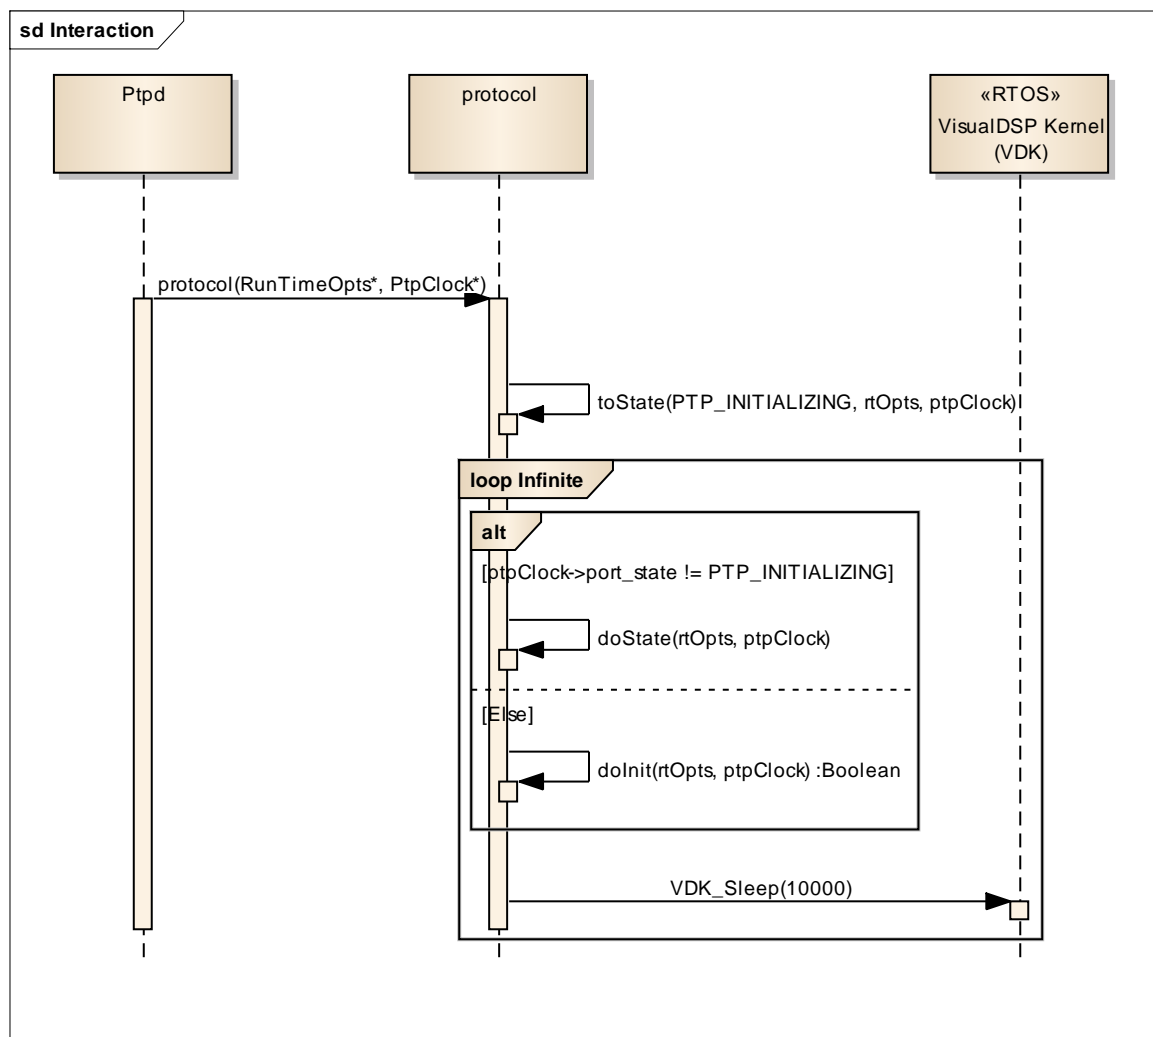 sd Interaction
Ptpd
protocol
«RTOS»
VisualDSP Kernel
(VDK)
protocol(RunTimeOpts*, PtpClock*)
toState(PTP_INITIALIZING, rtOpts, ptpClock)
loop Infinite
alt
[ptpClock->port_state != PTP_INITIALIZING]
doState(rtOpts, ptpClock)
[Else]
doInit(rtOpts, ptpClock) :Boolean
VDK_Sleep(10000)